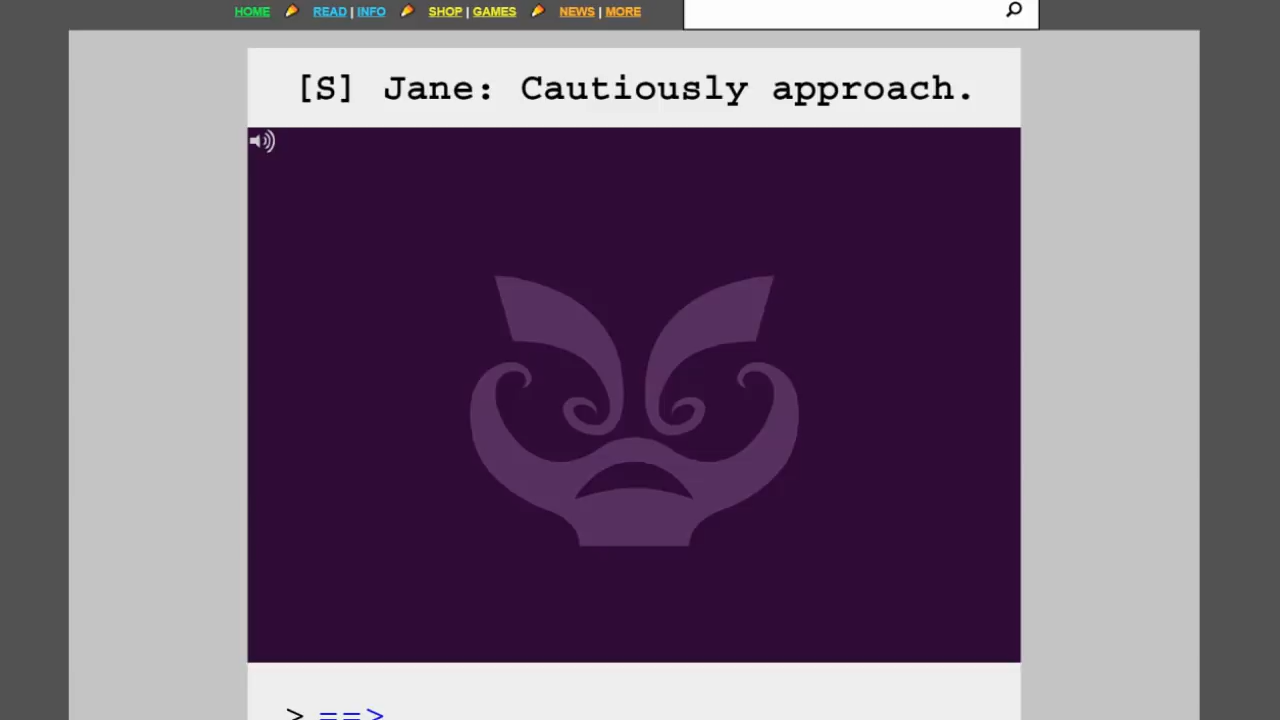 HOME READ | INFO SHOP | GAMES NEWS | MORE
[S] Jane: Cautiously approach.
> ==>